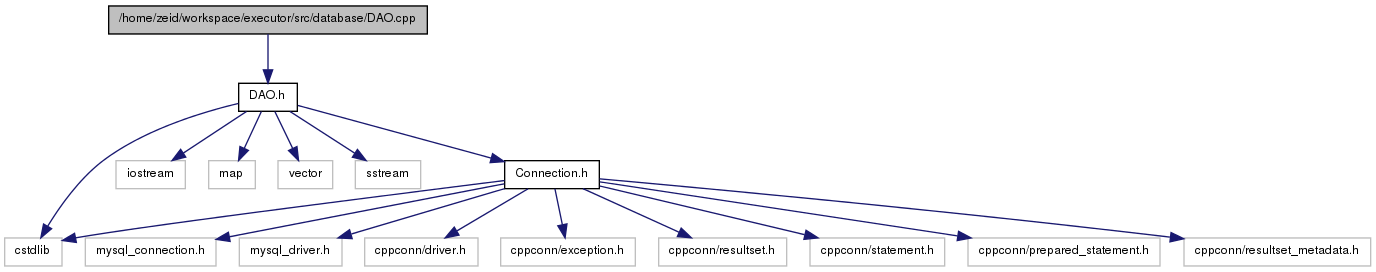 /home/zeid/workspace/executor/src/database/DAO.cpp
DAO.h
iostream
map
vector
sstream
Connection.h
cstdlib
mysql_connection.h
mysql_driver.h
cppconn/driver.h
cppconn/exception.h
cppconn/resultset.h
cppconn/statement.h
cppconn/prepared_statement.h
cppconn/resultset_metadata.h